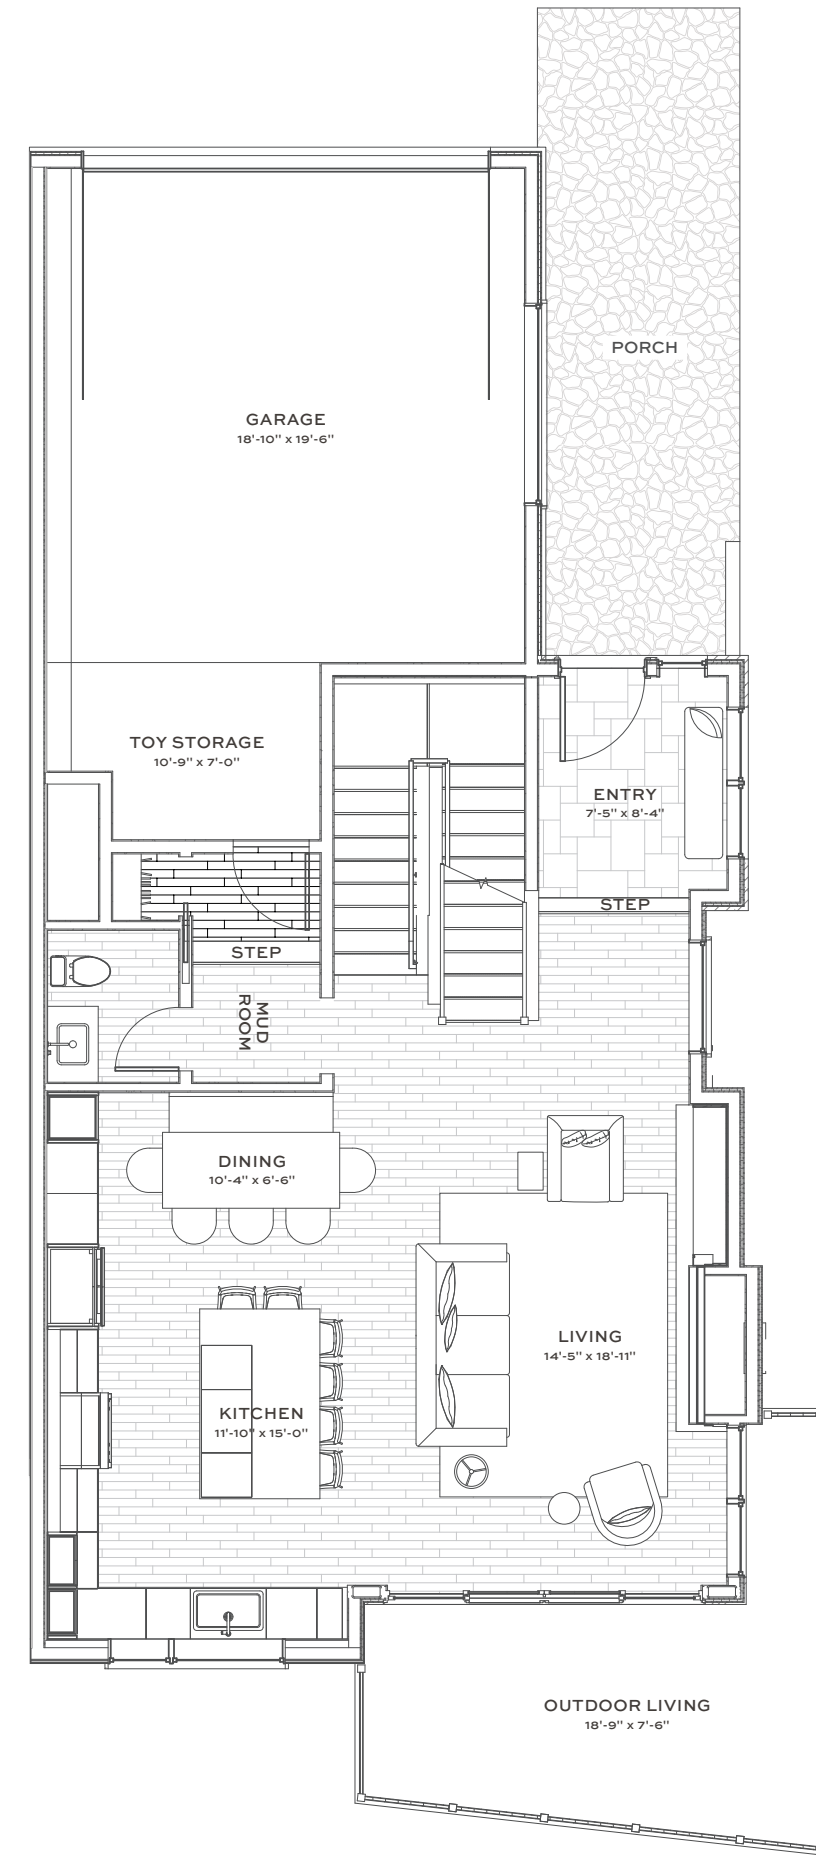 PORCH
GARAGE
18'-10" x 19'-6"
TOY STORAGE
10'-9" x 7'-0"
ENTRY
7'-5" x 8'-4"
STEP
STEP
MUD
ROOM
DINING
10'-4" x 6'-6"
LIVING
14'-5" x 18'-11"
KITCHEN
11'-10" x 15'-0"
OUTDOOR LIVING
18'-9" x 7'-6"